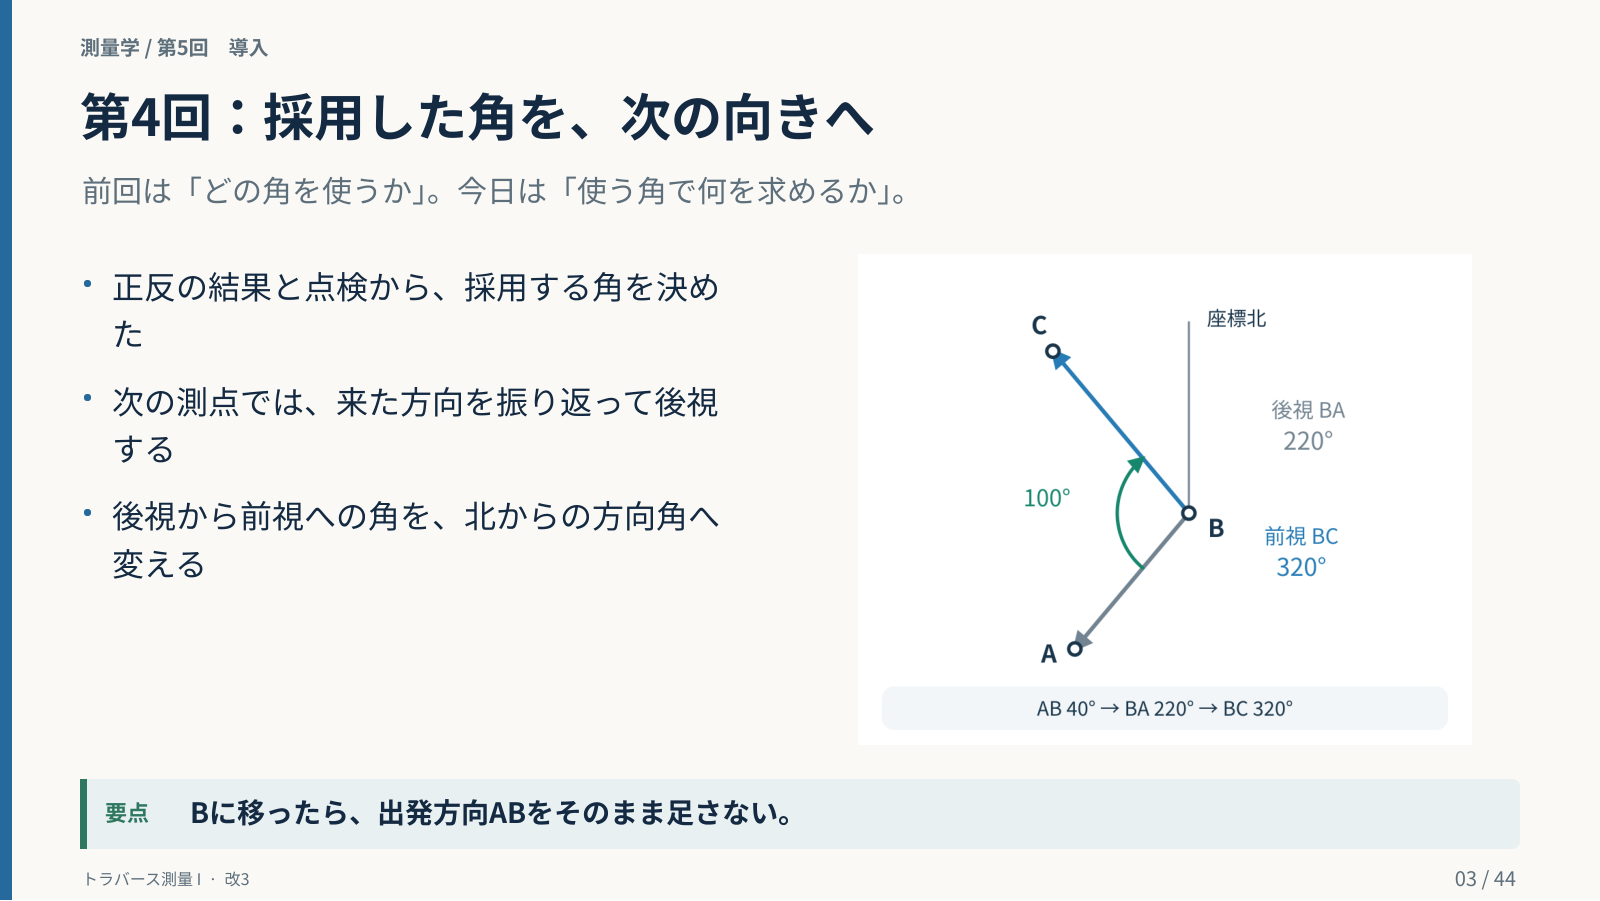 測量学 / 第5回　導入
第4回：採用した角を、次の向きへ
前回は「どの角を使うか」。今日は「使う角で何を求めるか」。
• 正反の結果と点検から、採用する角を決め
た
• 次の測点では、来た方向を振り返って後視
する
• 後視から前視への角を、北からの方向角へ
変える
C
座標北
後視 BA
220°
100°
B
前視 BC
320°
A
AB 40° → BA 220° → BC 320°
要点　Bに移ったら、出発方向ABをそのまま足さない。
トラバース測量 I · 改3
03 / 44